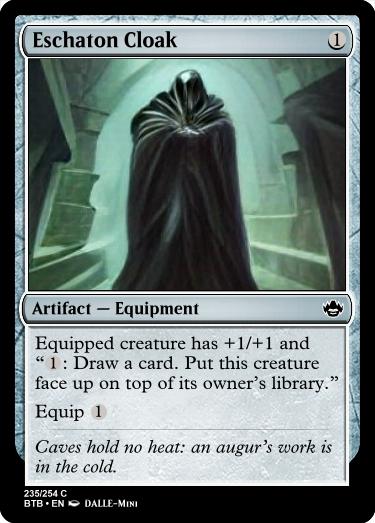 Eschaton Cloak 1
Artifact — Equipment
Equipped creature has +1/+1 and
“1: Draw a card. Put this creature
face up on top of its owner’s library.”
Equip 1
Caves hold no heat: an augur’s work is
in the cold.
235/254 C
BTB • EN DALLE-Mini